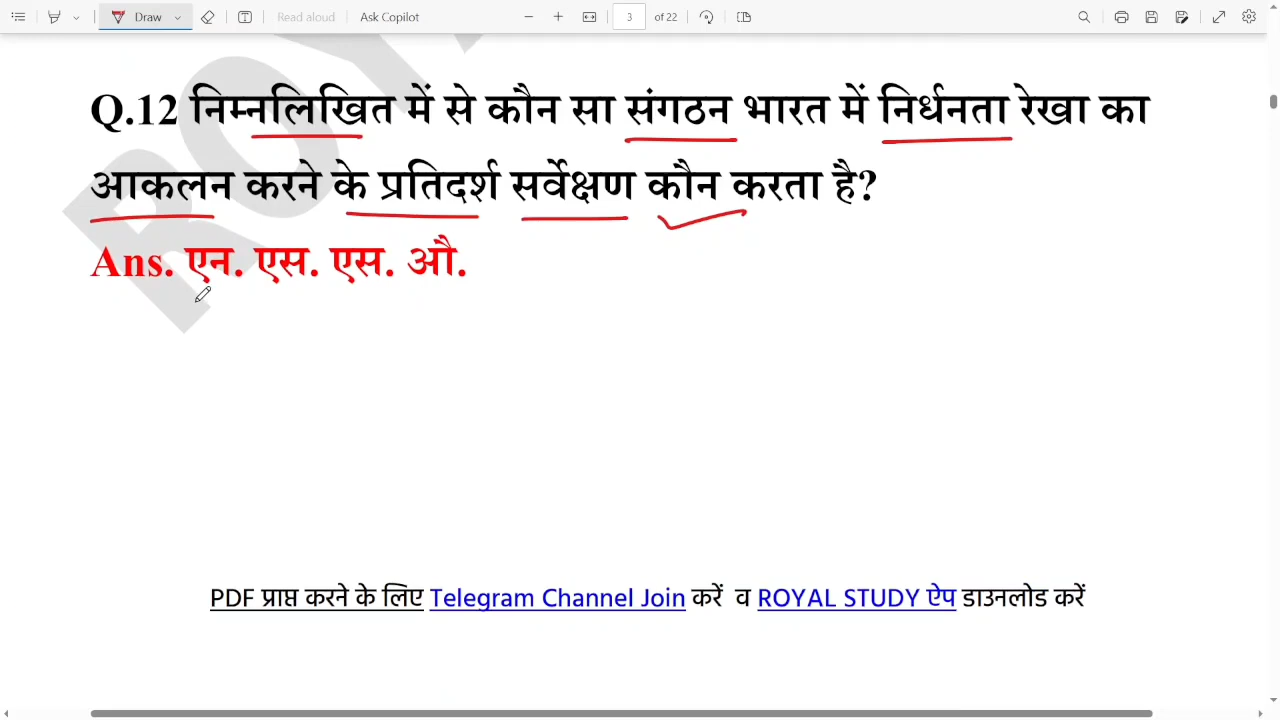 Draw
Read aloud
Ask Copilot
3
of 22
Q.12 निम्नलिखित में से कौन सा संगठन भारत में निर्धनता रेखा का
आकलन करने के प्रतिदर्श सर्वेक्षण कौन करता है?
Ans. एन. एस. एस. औ.
PDF प्राप्त करने के लिए Telegram Channel Join करें व ROYAL STUDY ऐप डाउनलोड करें